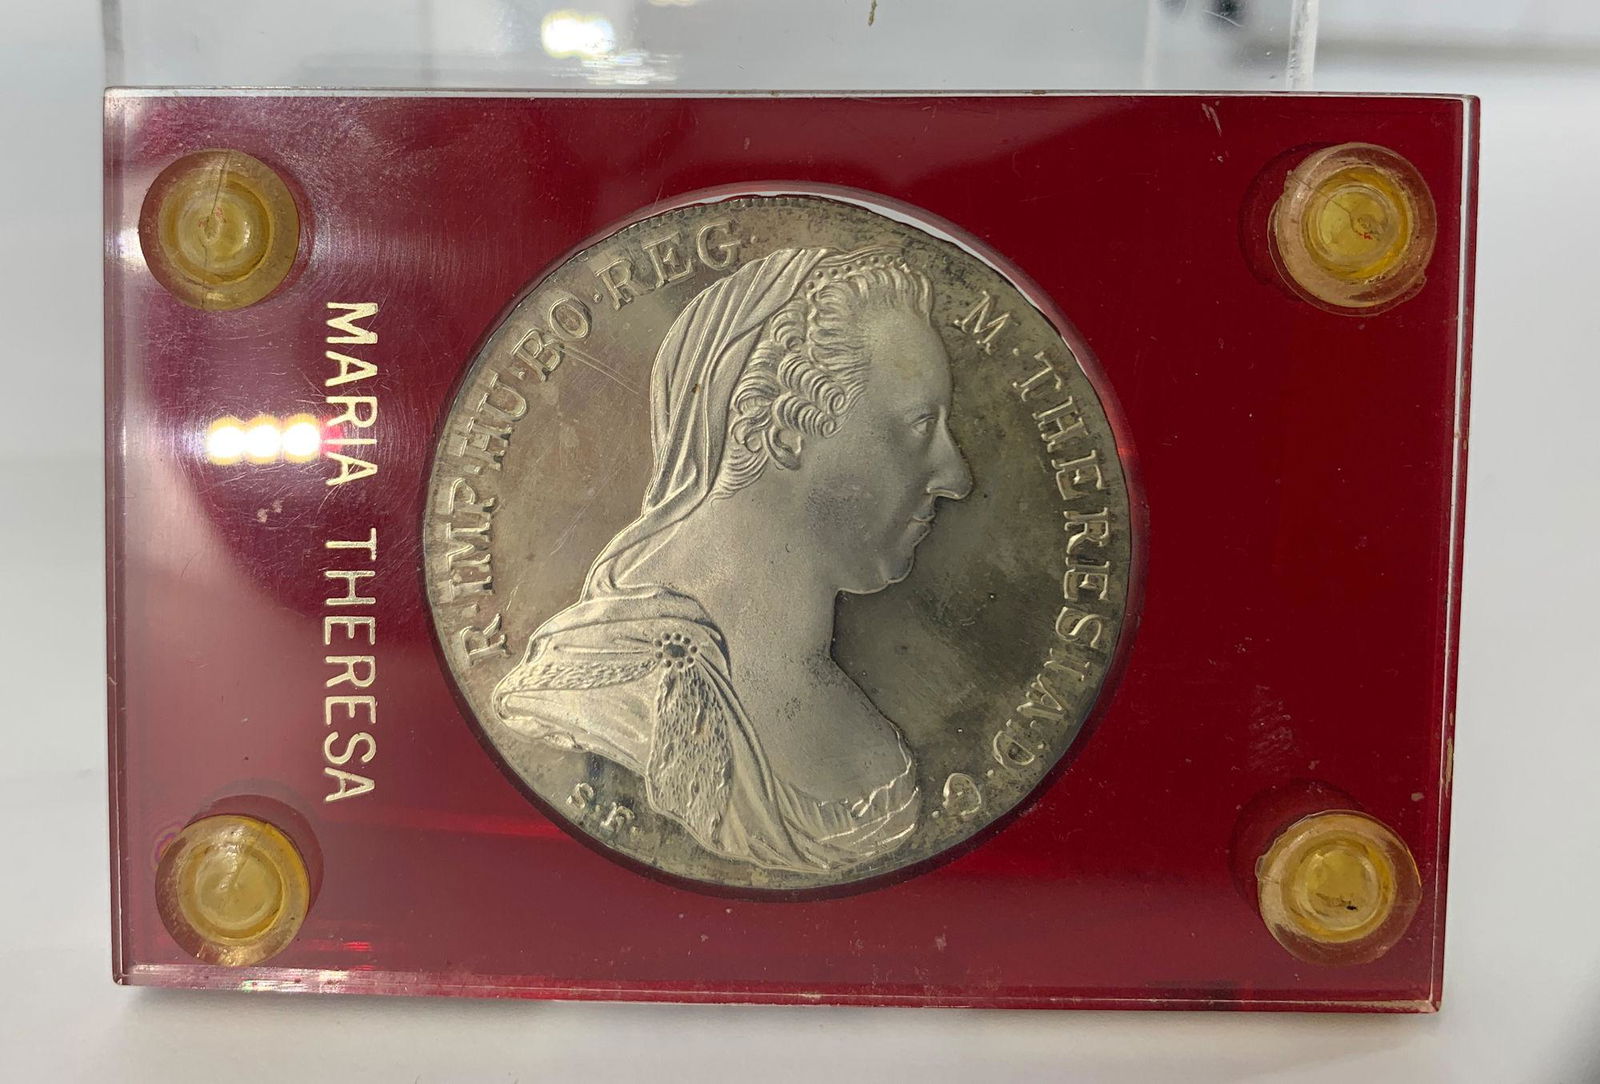 MARIA THERESA
R·IMP·HU·BO·REG·
M·THERESIA·D·G·
S.F.